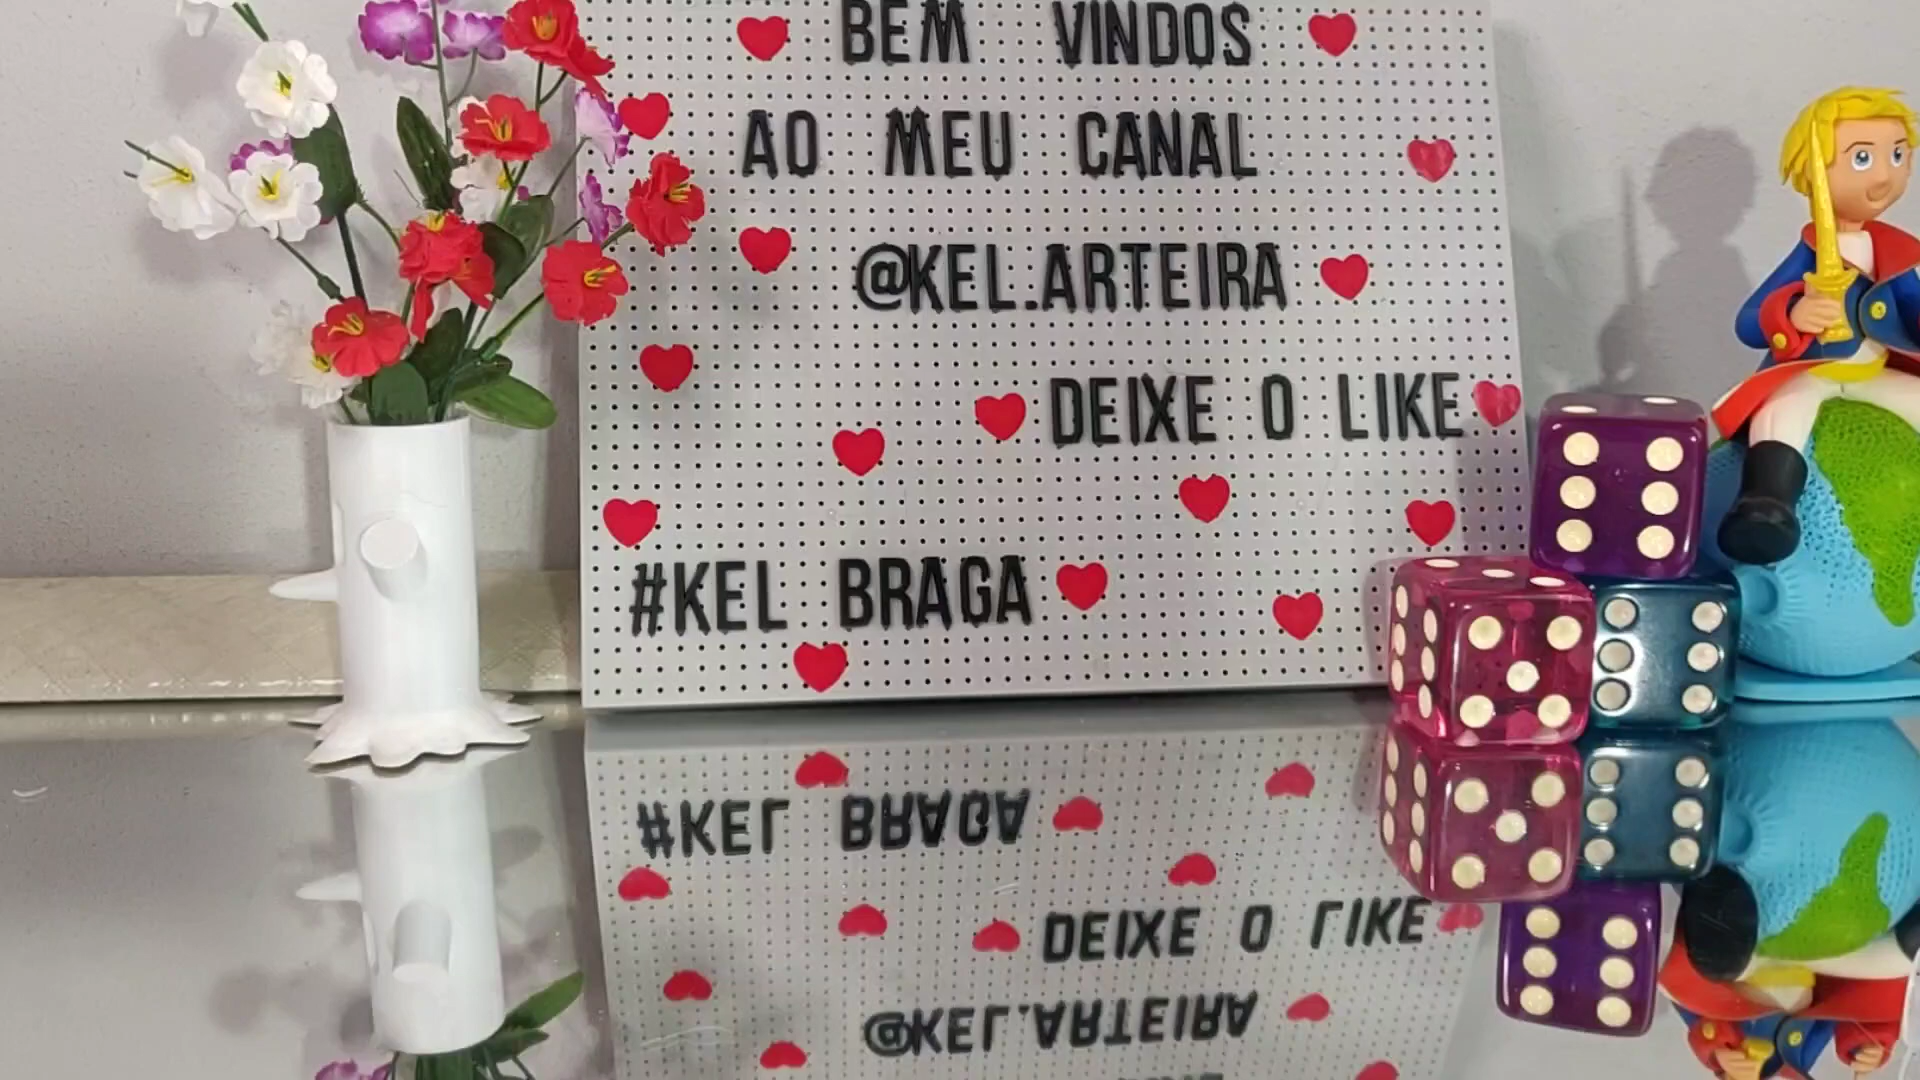 BEM VINDOS
AO MEU CANAL
@KEL.ARTEIRA
DEIXE O LIKE
#KEL BRAGA